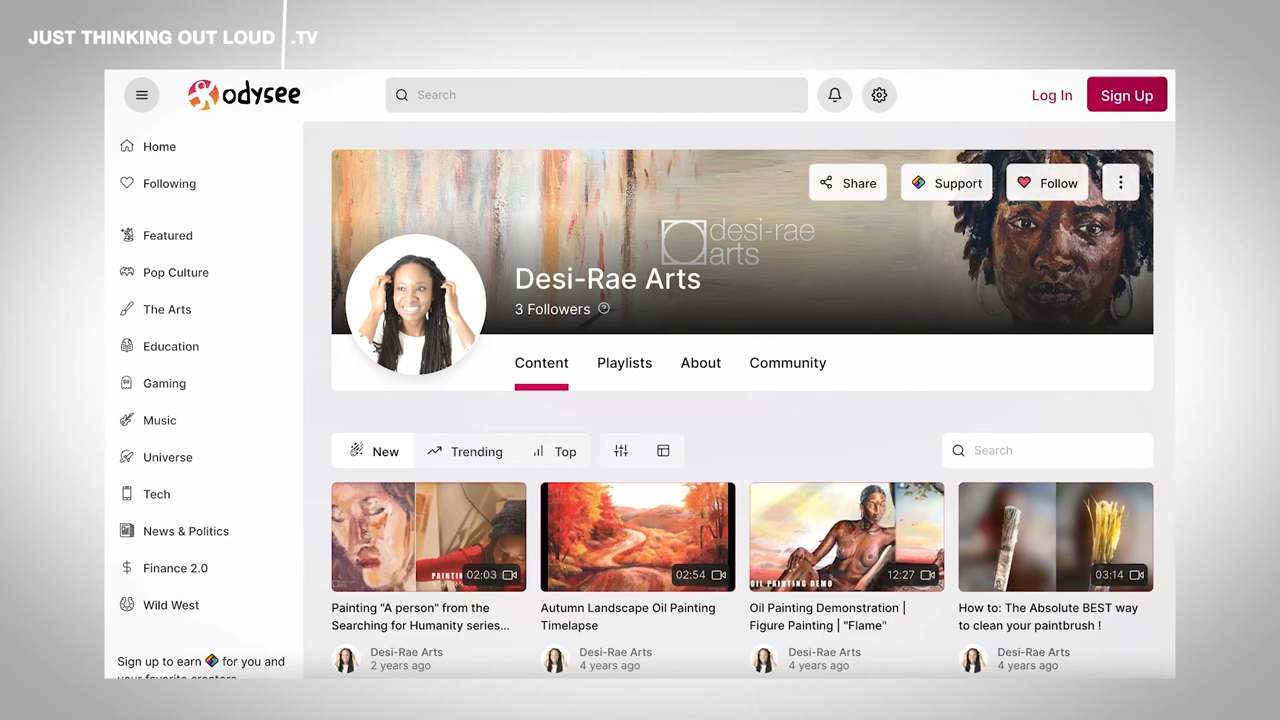 JUST THINKING OUT LOUD .TV
odysee
Search
Log In
Sign Up
Home
Following
Featured
Pop Culture
The Arts
Education
Gaming
Music
Universe
Tech
News & Politics
Finance 2.0
Wild West
Sign up to earn for you and
your favorite creators
Share
Support
Follow
desi-rae
arts
Desi-Rae Arts
3 Followers
Content
Playlists
About
Community
New
Trending
Top
Search
PAINTIN
02:03
02:54
OIL PAINTING DEMO
12:27
03:14
Painting "A person" from the
Searching for Humanity series...
Desi-Rae Arts
2 years ago
Autumn Landscape Oil Painting
Timelapse
Desi-Rae Arts
4 years ago
Oil Painting Demonstration |
Figure Painting | "Flame"
Desi-Rae Arts
4 years ago
How to: The Absolute BEST way
to clean your paintbrush !
Desi-Rae Arts
4 years ago